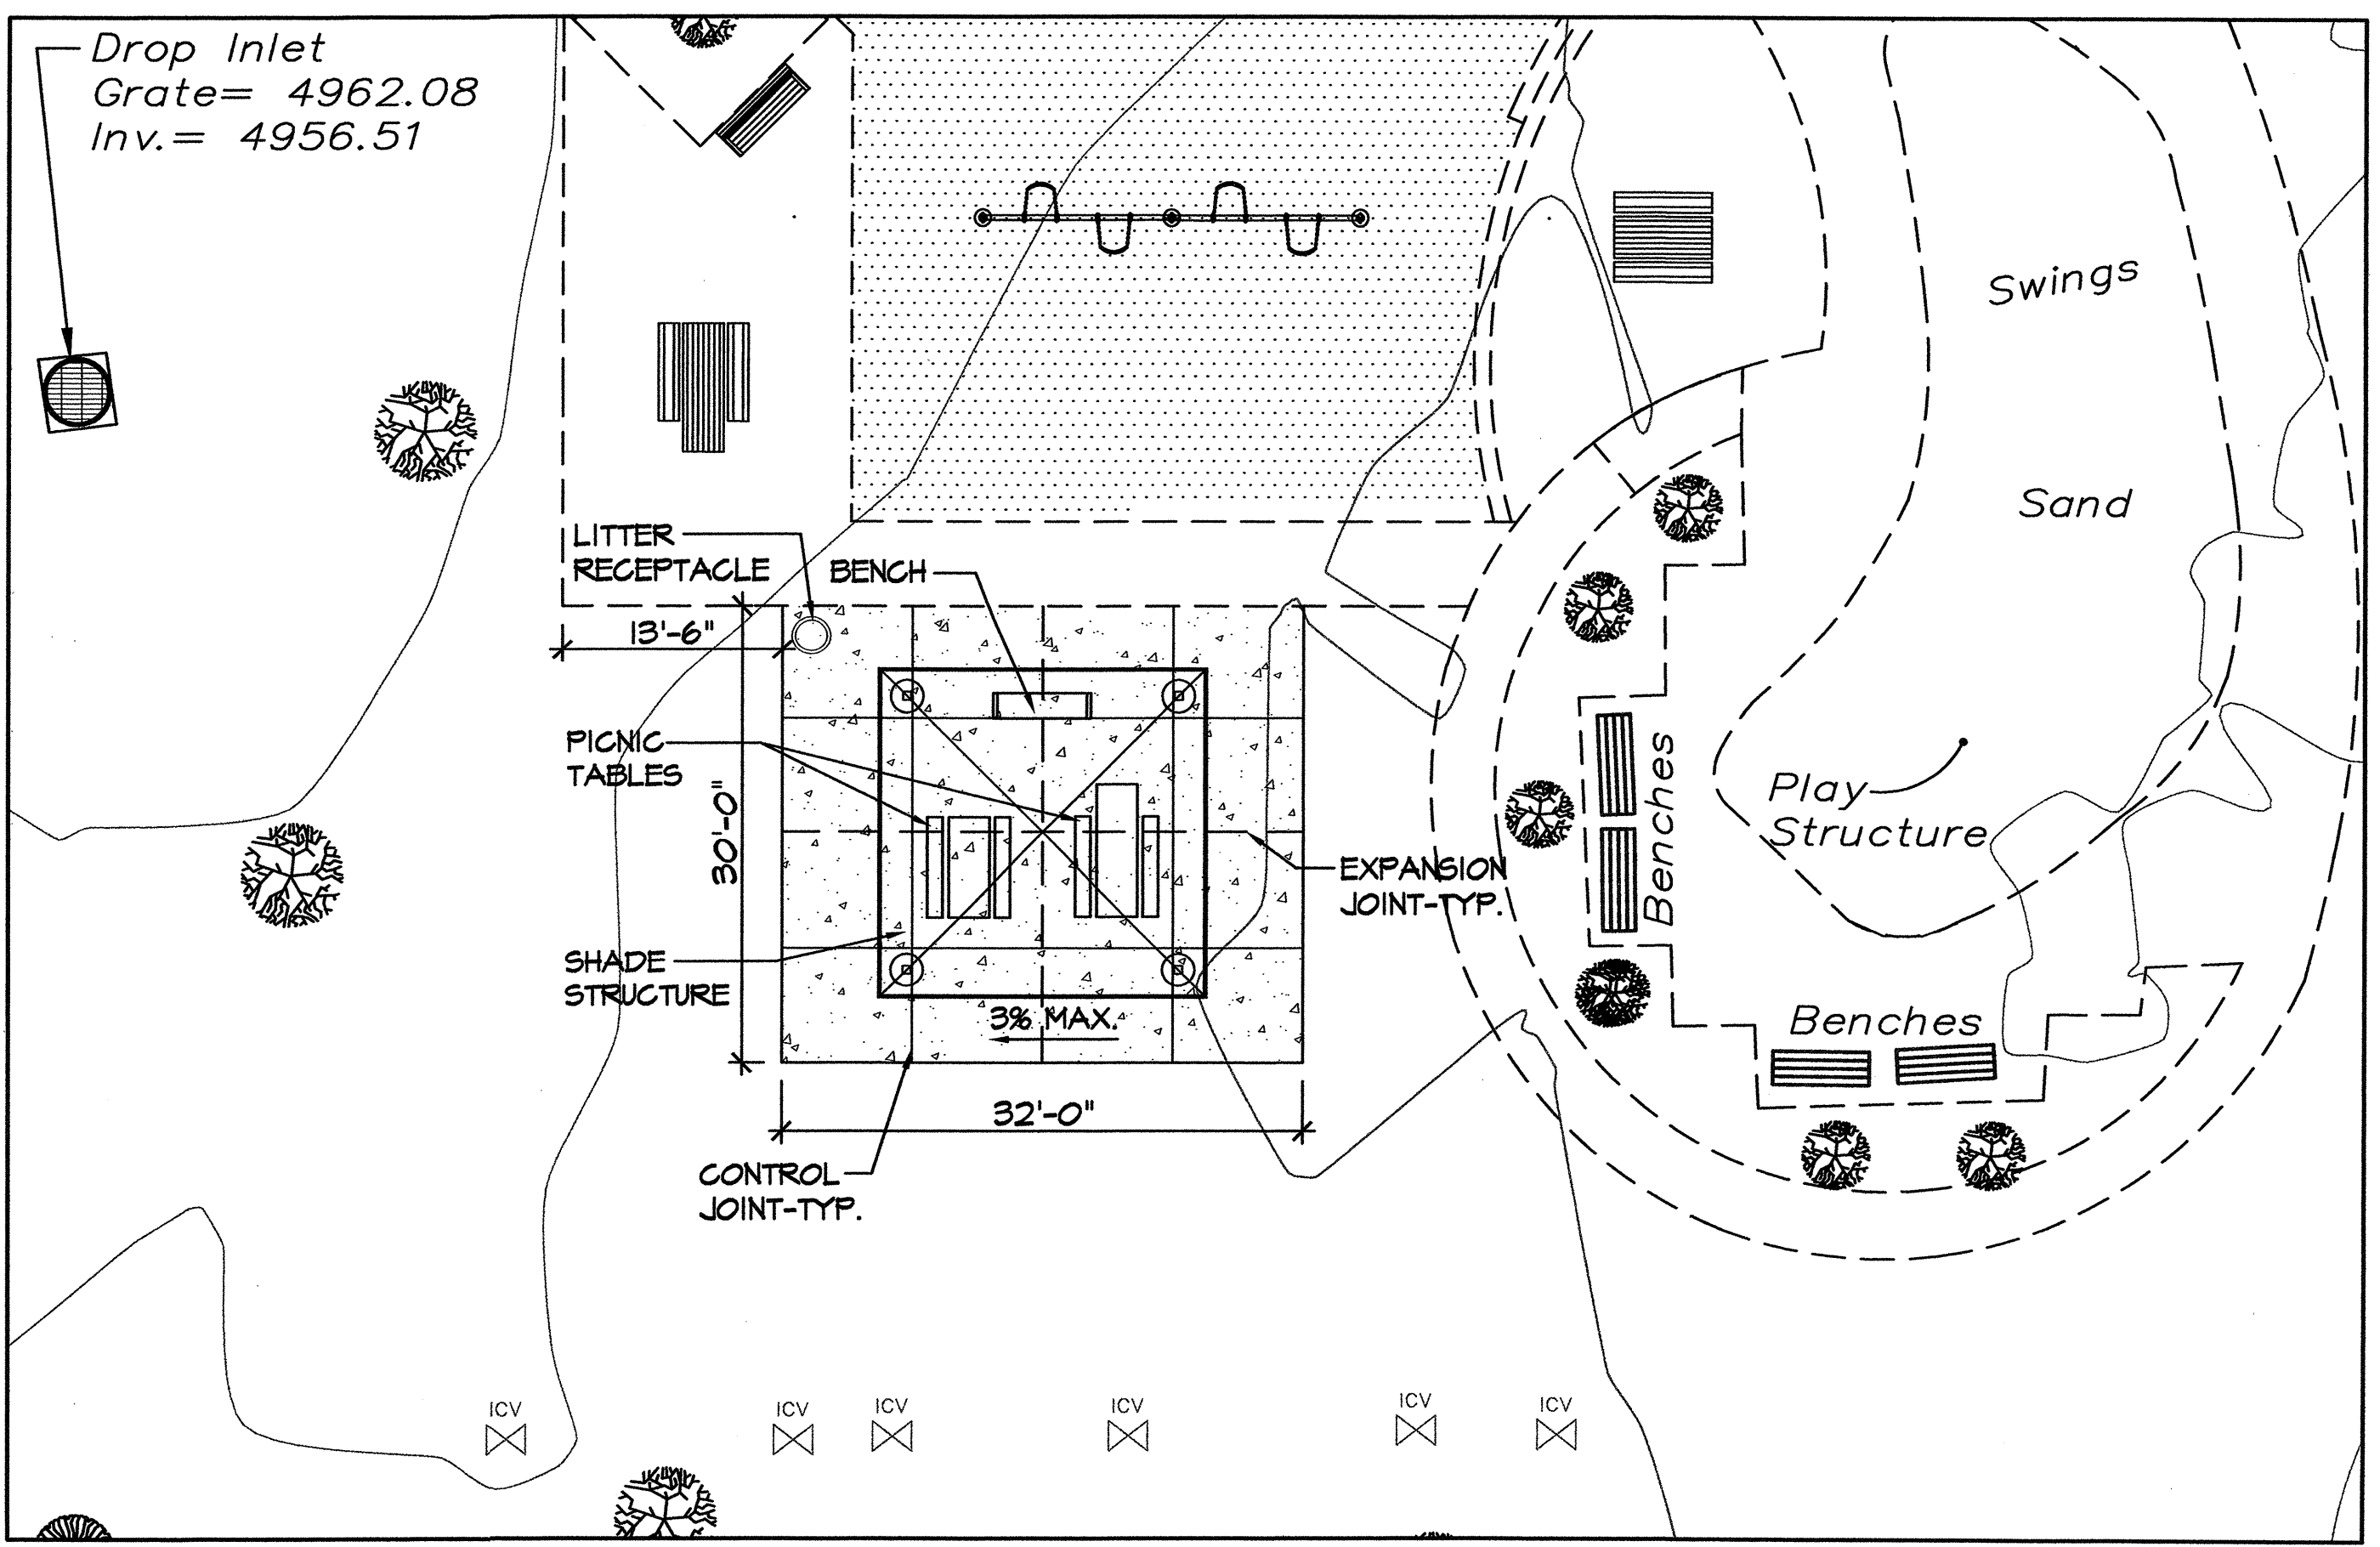 Drop Inlet
Grate= 4962.08
Inv.= 4956.51
Swings
Sand
LITTER
RECEPTACLE
BENCH
13'-6"
PICNIC
TABLES
30'-0"
Benches
Play
Structure
EXPANSION
JOINT-TYP.
SHADE
STRUCTURE
3% MAX.
Benches
32'-0"
CONTROL
JOINT-TYP.
ICV
ICV
ICV
ICV
ICV
ICV